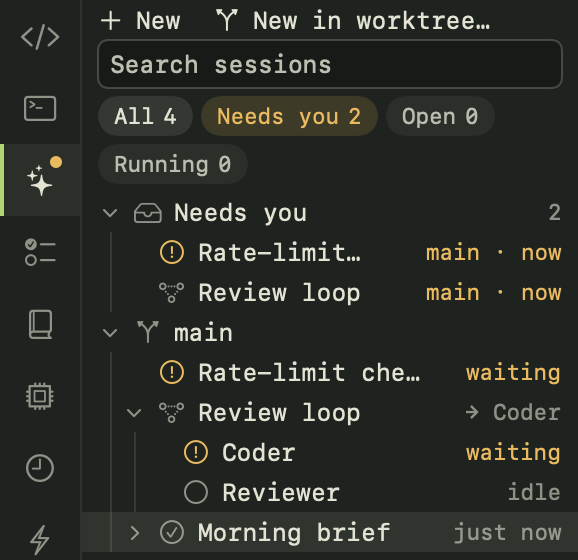 + New New in worktree…
Search sessions
All 4 Needs you 2 Open 0
Running 0
Needs you 2
Rate-limit… main · now
Review loop main · now
main
Rate-limit che… waiting
Review loop → Coder
Coder waiting
Reviewer idle
Morning brief just now